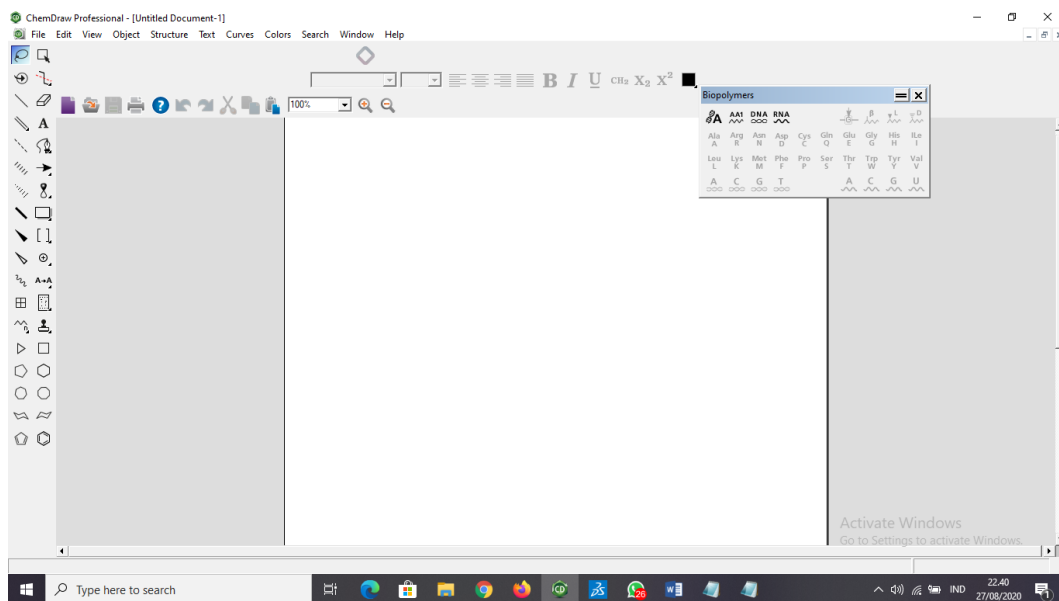 ChemDraw Professional - [Untitled Document-1]
File Edit View Object Structure Text Curves Colors Search Window Help
A
B I U CH₂ X₂ X²
100%
Biopolymers
A AA1 DNA RNA β L D
Ala Arg Asn Asp Cys Gln Glu Gly His ILe
A R N D C Q E G H I
Leu Lys Met Phe Pro Ser Thr Trp Tyr Val
L K M F P S T W Y V
A C G T A C G U
Activate Windows
Go to Settings to activate Windows.
Type here to search
26
IND
22.40
27/08/2020